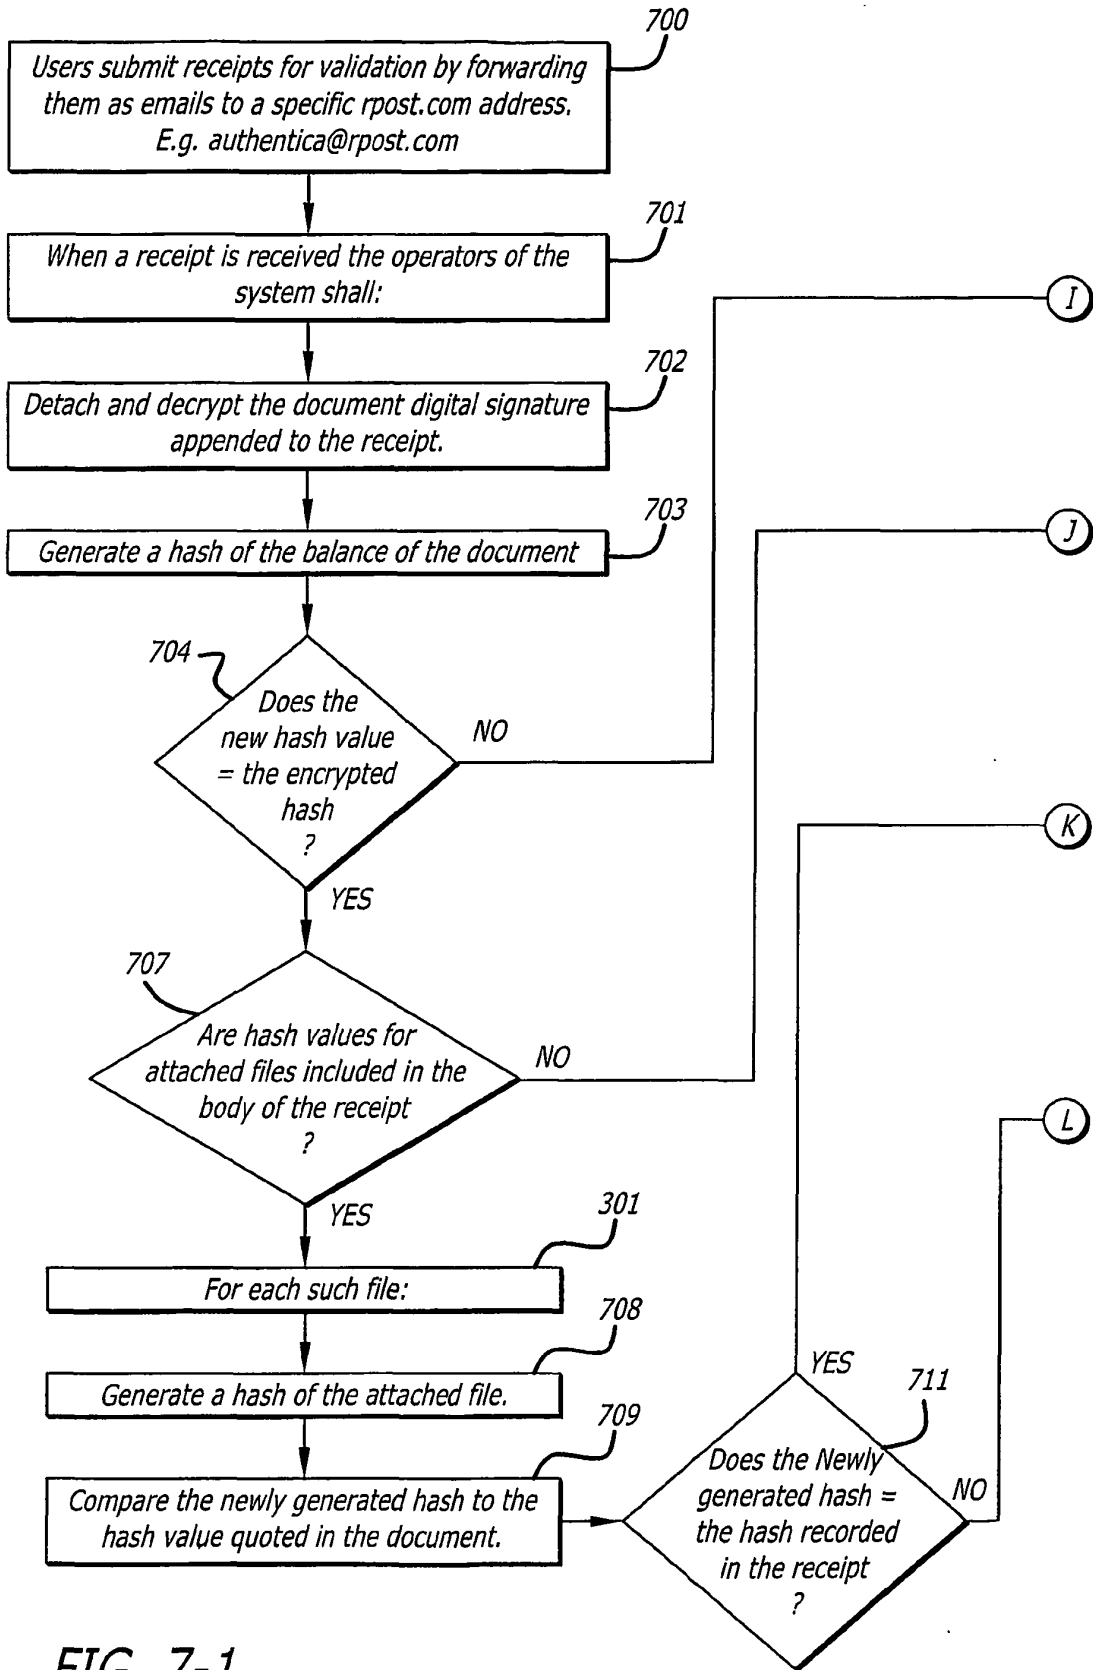 700
Users submit receipts for validation by forwarding
them as emails to a specific rpost.com address.
E.g. authentica@rpost.com
701
When a receipt is received the operators of the
system shall:
I
702
Detach and decrypt the document digital signature
appended to the receipt.
703
Generate a hash of the balance of the document
J
704
Does the
new hash value
= the encrypted
hash
?
NO
YES
K
707
Are hash values for
attached files included in the
body of the receipt
?
NO
YES
L
301
For each such file:
708
Generate a hash of the attached file.
709
Compare the newly generated hash to the
hash value quoted in the document.
YES
711
Does the Newly
generated hash =
the hash recorded
in the receipt
?
NO
FIG. 7-1